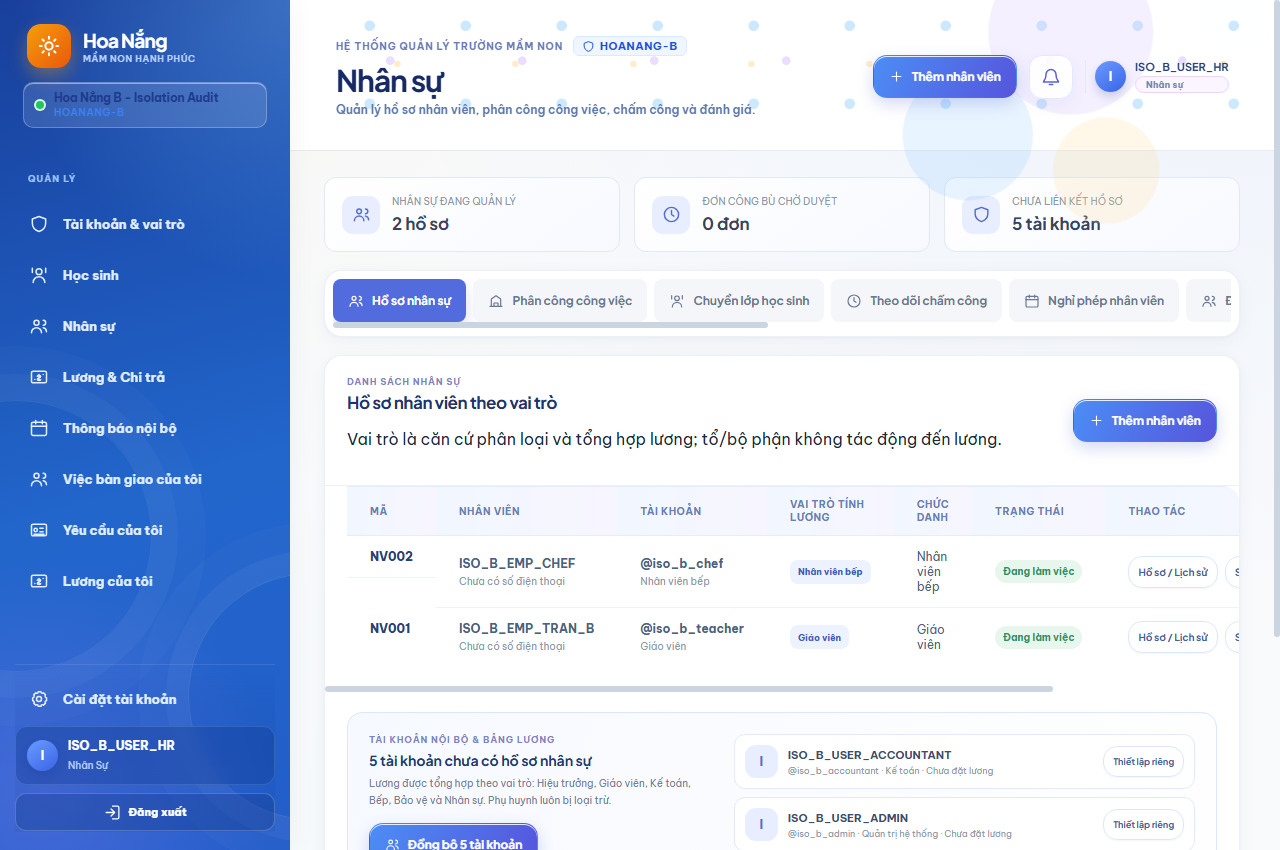 Hoa Nắng
MẦM NON HẠNH PHÚC
Hoa Nắng B - Isolation Audit
HOANANG-B
QUẢN LÝ
Tài khoản & vai trò
Học sinh
Nhân sự
Lương & Chi trả
Thông báo nội bộ
Việc bàn giao của tôi
Yêu cầu của tôi
Lương của tôi
Cài đặt tài khoản
I
ISO_B_USER_HR
Nhân Sự
Đăng xuất
HỆ THỐNG QUẢN LÝ TRƯỜNG MẦM NON
HOANANG-B
Nhân sự
Quản lý hồ sơ nhân viên, phân công công việc, chấm công và đánh giá.
Thêm nhân viên
I
ISO_B_USER_HR
Nhân sự
NHÂN SỰ ĐANG QUẢN LÝ
2 hồ sơ
ĐƠN CÔNG BÙ CHỜ DUYỆT
0 đơn
CHƯA LIÊN KẾT HỒ SƠ
5 tài khoản
Hồ sơ nhân sự
Phân công công việc
Chuyển lớp học sinh
Theo dõi chấm công
Nghỉ phép nhân viên
DANH SÁCH NHÂN SỰ
Hồ sơ nhân viên theo vai trò
Vai trò là căn cứ phân loại và tổng hợp lương; tổ/bộ phận không tác động đến lương.
Thêm nhân viên
MÃ
NHÂN VIÊN
TÀI KHOẢN
VAI TRÒ TÍNH
LƯƠNG
CHỨC
DANH
TRẠNG THÁI
THAO TÁC
NV002
ISO_B_EMP_CHEF
Chưa có số điện thoại
@iso_b_chef
Nhân viên bếp
Nhân viên bếp
Nhân
viên
bếp
Đang làm việc
Hồ sơ / Lịch sử
NV001
ISO_B_EMP_TRAN_B
Chưa có số điện thoại
@iso_b_teacher
Giáo viên
Giáo viên
Giáo
viên
Đang làm việc
Hồ sơ / Lịch sử
TÀI KHOẢN NỘI BỘ & BẢNG LƯƠNG
5 tài khoản chưa có hồ sơ nhân sự
Lương được tổng hợp theo vai trò: Hiệu trưởng, Giáo viên, Kế toán,
Bếp, Bảo vệ và Nhân sự. Phụ huynh luôn bị loại trừ.
Đồng bộ 5 tài khoản
I
ISO_B_USER_ACCOUNTANT
@iso_b_accountant · Kế toán · Chưa đặt lương
Thiết lập riêng
I
ISO_B_USER_ADMIN
@iso_b_admin · Quản trị hệ thống · Chưa đặt lương
Thiết lập riêng